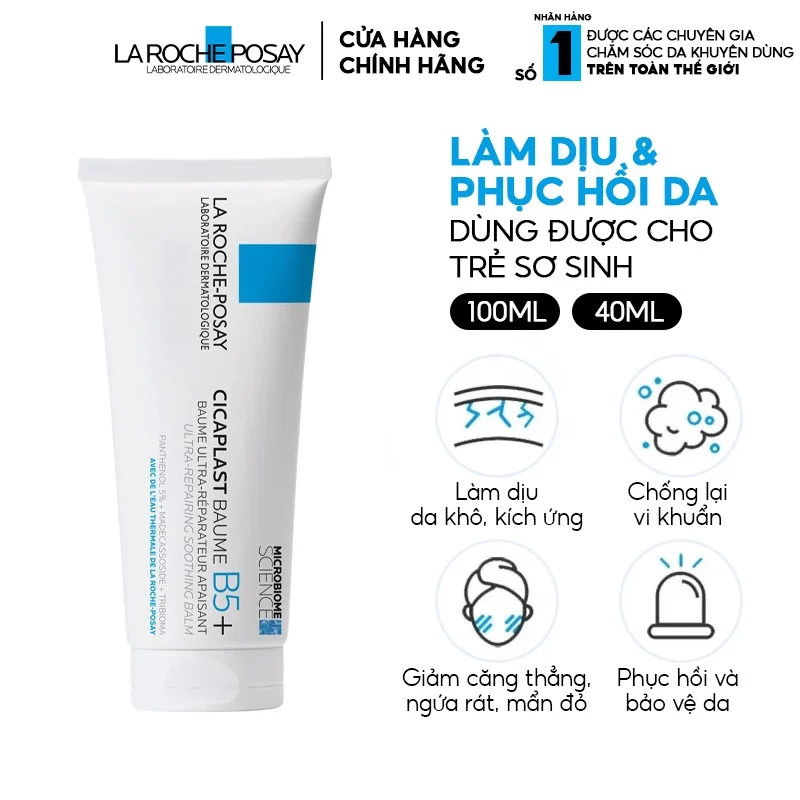 LA ROCHE POSAY
LABORATOIRE DERMATOLOGIQUE
CỬA HÀNG
CHÍNH HÃNG
NHÃN HÀNG
SỐ 1
ĐƯỢC CÁC CHUYÊN GIA
CHĂM SÓC DA KHUYÊN DÙNG
TRÊN TOÀN THẾ GIỚI
LÀM DỊU &
PHỤC HỒI DA
DÙNG ĐƯỢC CHO
TRẺ SƠ SINH
100ML 40ML
LA ROCHE-POSAY
LABORATOIRE DERMATOLOGIQUE
CICAPLAST BAUME B5+
BAUME ULTRA-RÉPARATEUR APAISANT
ULTRA-REPAIRING SOOTHING BALM
PANTHENOL 5% + MADECASSOSIDE + TRIBIOMA
AVEC DE L'EAU THERMALE DE LA ROCHE-POSAY
MICROBIOME
SCIENCE
Làm dịu
da khô, kích ứng
Chống lại
vi khuẩn
Giảm căng thẳng,
ngứa rát, mẩn đỏ
Phục hồi và
bảo vệ da